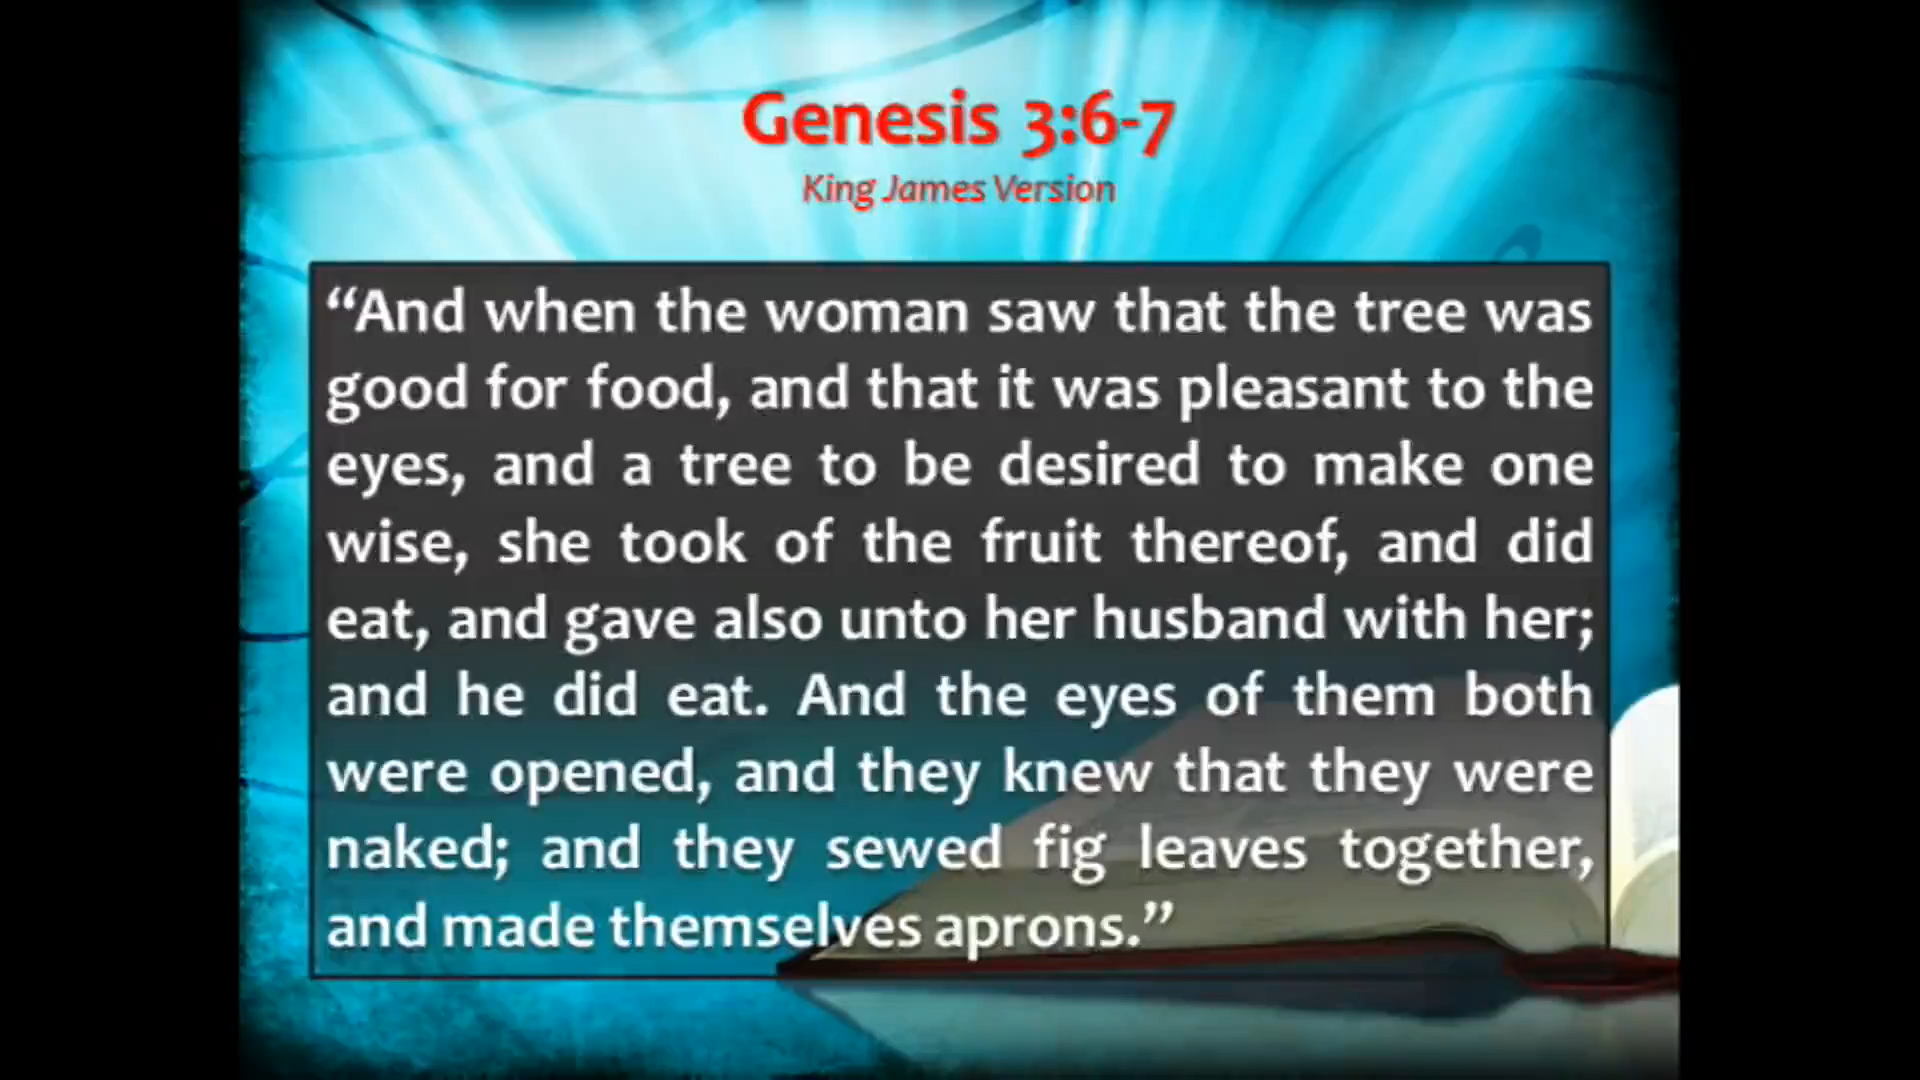 Genesis 3:6-7
King James Version
“And when the woman saw that the tree was
good for food, and that it was pleasant to the
eyes, and a tree to be desired to make one
wise, she took of the fruit thereof, and did
eat, and gave also unto her husband with her;
and he did eat. And the eyes of them both
were opened, and they knew that they were
naked; and they sewed fig leaves together,
and made themselves aprons.”